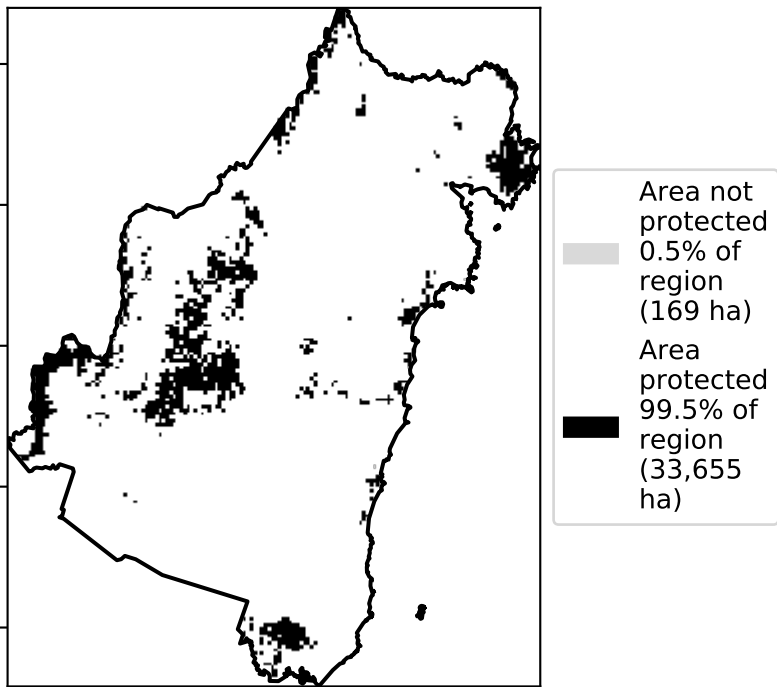 Area not
protected
0.5% of
region
(169 ha)
Area
protected
99.5% of
region
(33,655
ha)